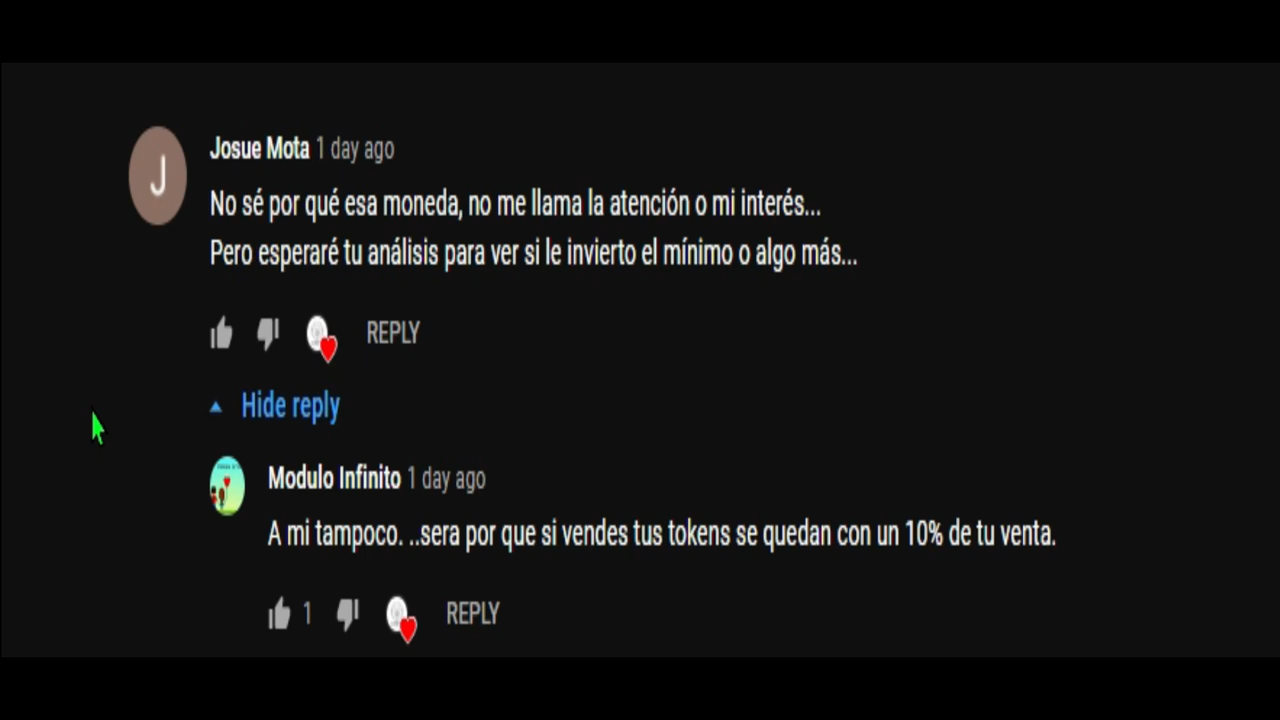 J
Josue Mota 1 day ago
No sé por qué esa moneda, no me llama la atención o mi interés...
Pero esperaré tu análisis para ver si le invierto el mínimo o algo más...
REPLY
Hide reply
Modulo Infinito 1 day ago
A mi tampoco. ..sera por que si vendes tus tokens se quedan con un 10% de tu venta.
1 REPLY